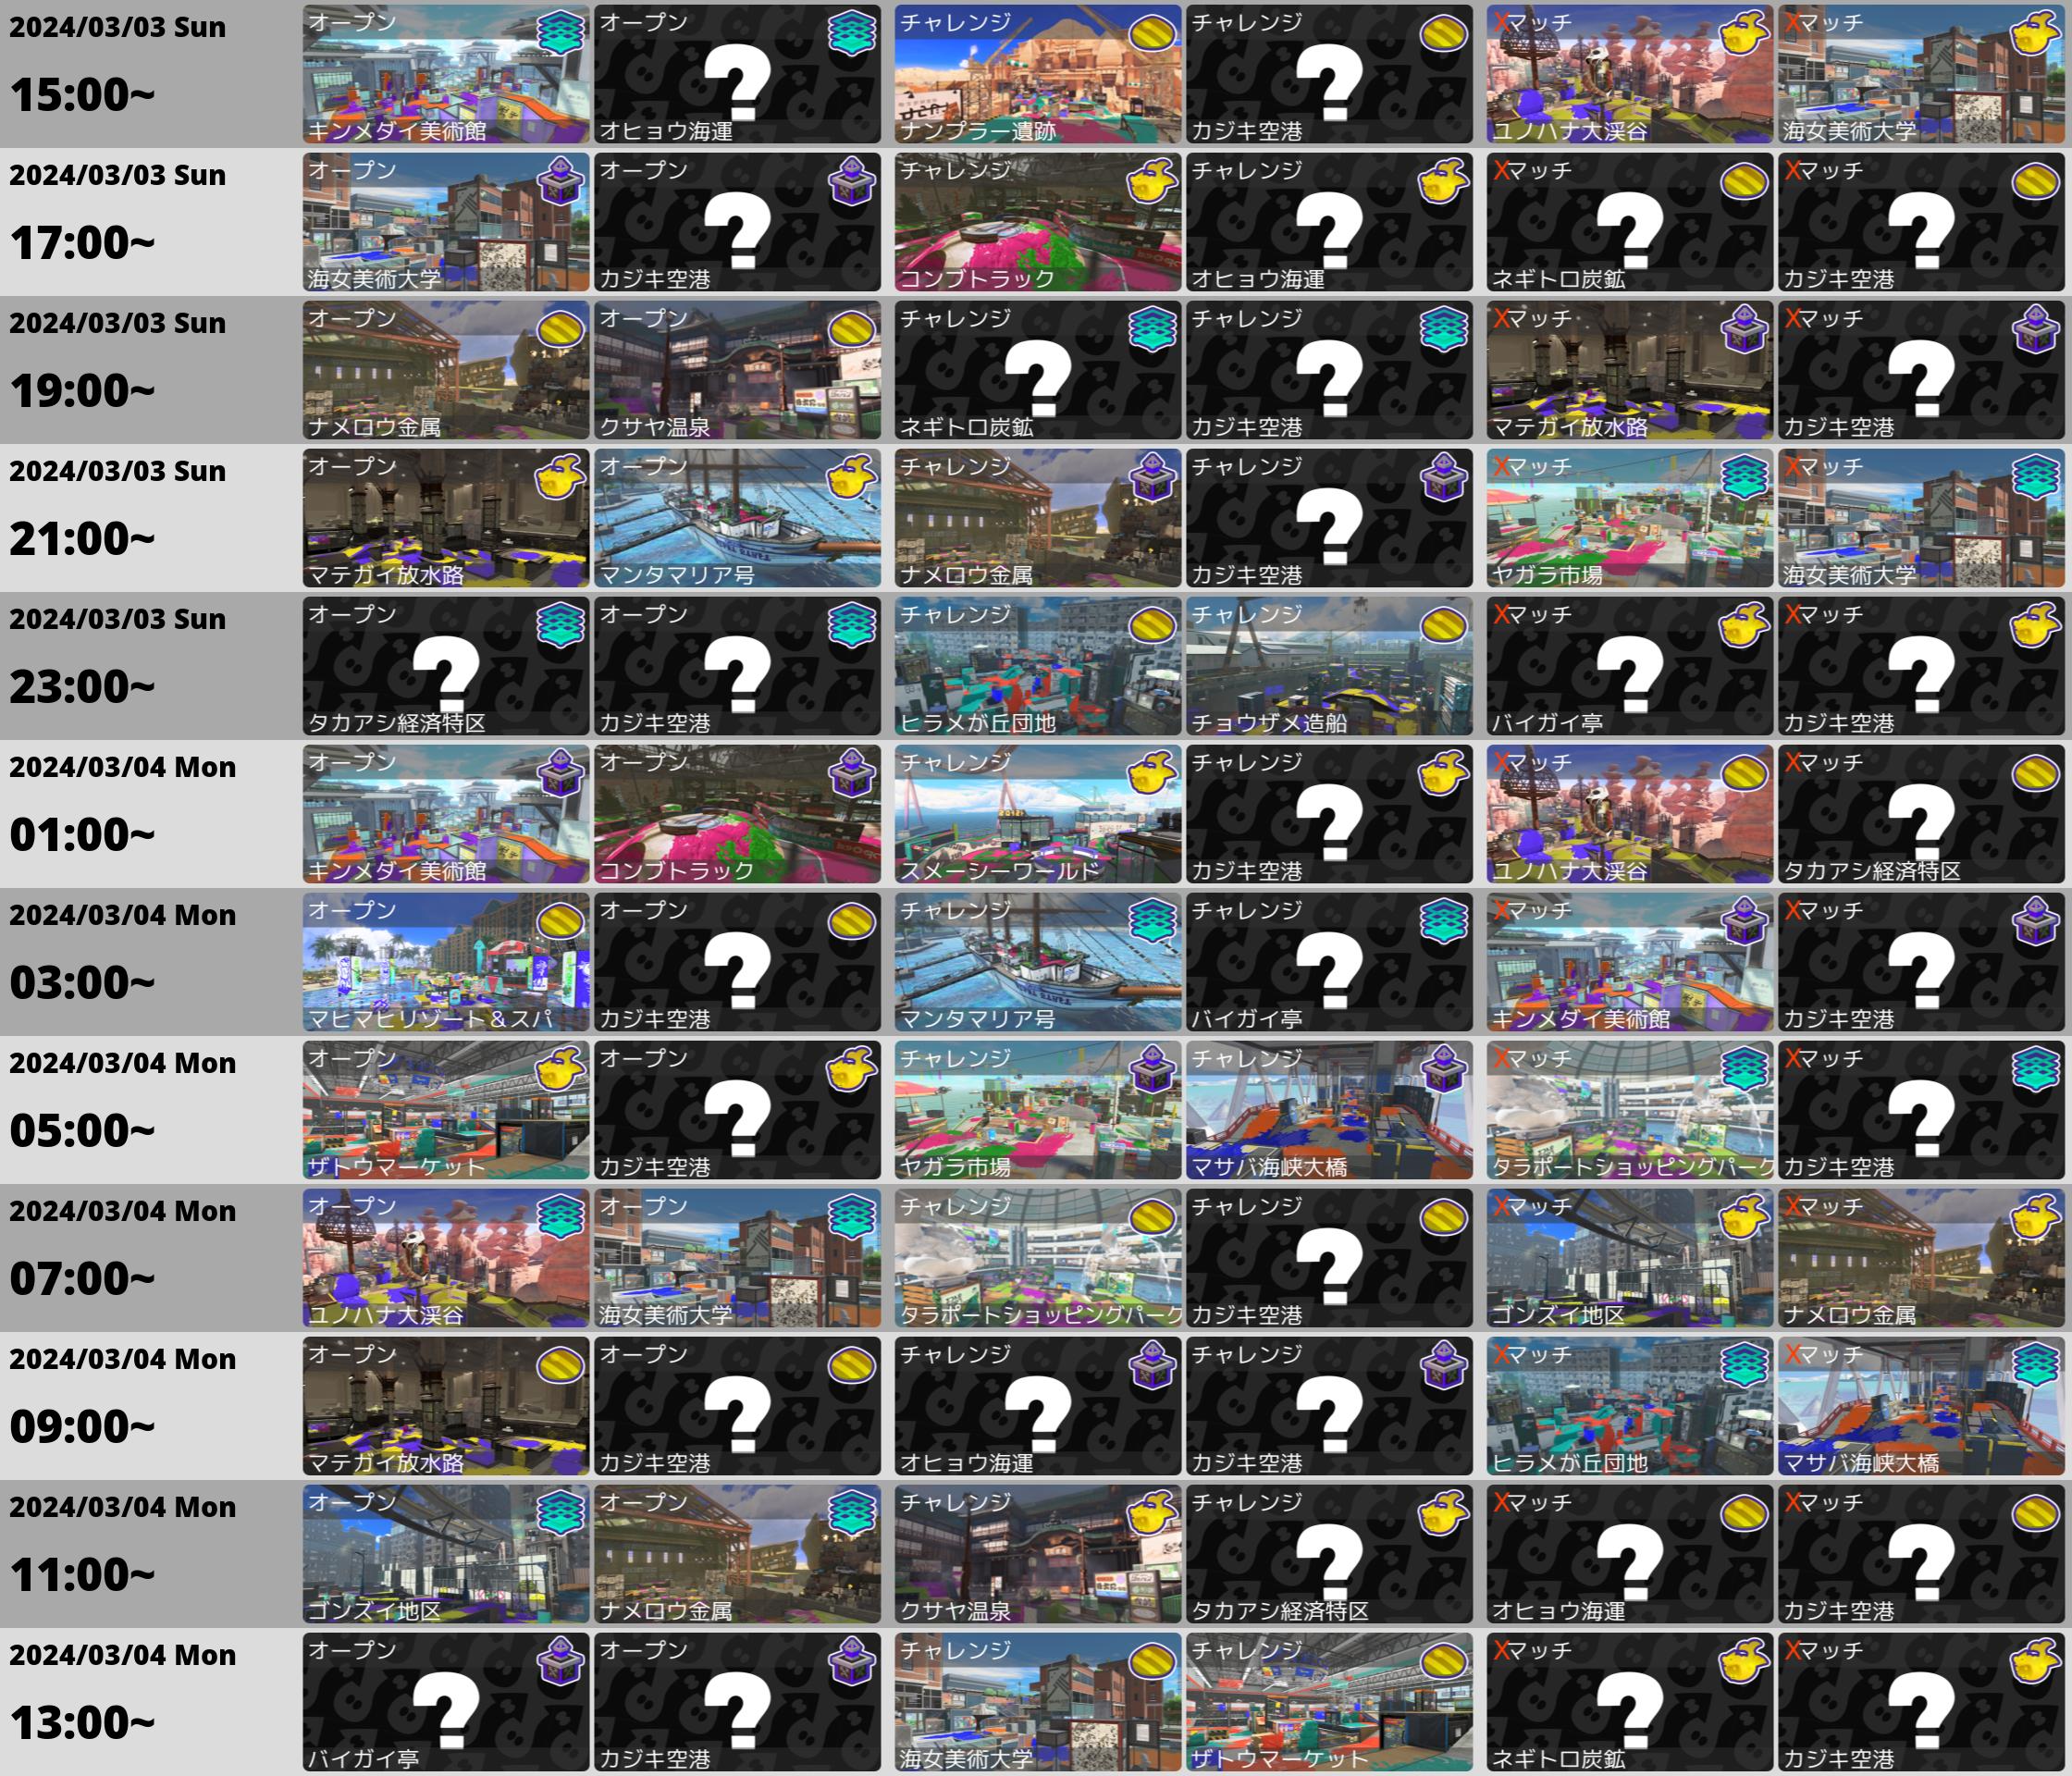 2024/03/03 Sun
15:00~
オープン
キンメダイ美術館
オープン
オヒョウ海運
チャレンジ
ナンプラー遺跡
チャレンジ
カジキ空港
Xマッチ
ユノハナ大渓谷
Xマッチ
海女美術大学
2024/03/03 Sun
17:00~
オープン
海女美術大学
オープン
カジキ空港
チャレンジ
コンブトラック
チャレンジ
オヒョウ海運
Xマッチ
ネギトロ炭鉱
Xマッチ
カジキ空港
2024/03/03 Sun
19:00~
オープン
ナメロウ金属
オープン
クサヤ温泉
チャレンジ
ネギトロ炭鉱
チャレンジ
カジキ空港
Xマッチ
マテガイ放水路
Xマッチ
カジキ空港
2024/03/03 Sun
21:00~
オープン
マテガイ放水路
オープン
マンタマリア号
チャレンジ
ナメロウ金属
チャレンジ
カジキ空港
Xマッチ
ヤガラ市場
Xマッチ
海女美術大学
2024/03/03 Sun
23:00~
オープン
タカアシ経済特区
オープン
カジキ空港
チャレンジ
ヒラメが丘団地
チャレンジ
チョウザメ造船
Xマッチ
バイガイ亭
Xマッチ
カジキ空港
2024/03/04 Mon
01:00~
オープン
キンメダイ美術館
オープン
コンブトラック
チャレンジ
スメーシーワールド
チャレンジ
カジキ空港
Xマッチ
ユノハナ大渓谷
Xマッチ
タカアシ経済特区
2024/03/04 Mon
03:00~
オープン
マヒマヒリゾート＆スパ
オープン
カジキ空港
チャレンジ
マンタマリア号
チャレンジ
バイガイ亭
Xマッチ
キンメダイ美術館
Xマッチ
カジキ空港
2024/03/04 Mon
05:00~
オープン
ザトウマーケット
オープン
カジキ空港
チャレンジ
ヤガラ市場
チャレンジ
マサバ海峡大橋
Xマッチ
タラポートショッピングパーク
Xマッチ
カジキ空港
2024/03/04 Mon
07:00~
オープン
ユノハナ大渓谷
オープン
海女美術大学
チャレンジ
タラポートショッピングパーク
チャレンジ
カジキ空港
Xマッチ
ゴンズイ地区
Xマッチ
ナメロウ金属
2024/03/04 Mon
09:00~
オープン
マテガイ放水路
オープン
カジキ空港
チャレンジ
オヒョウ海運
チャレンジ
カジキ空港
Xマッチ
ヒラメが丘団地
Xマッチ
マサバ海峡大橋
2024/03/04 Mon
11:00~
オープン
ゴンズイ地区
オープン
ナメロウ金属
チャレンジ
クサヤ温泉
チャレンジ
タカアシ経済特区
Xマッチ
オヒョウ海運
Xマッチ
カジキ空港
2024/03/04 Mon
13:00~
オープン
バイガイ亭
オープン
カジキ空港
チャレンジ
海女美術大学
チャレンジ
ザトウマーケット
Xマッチ
ネギトロ炭鉱
Xマッチ
カジキ空港